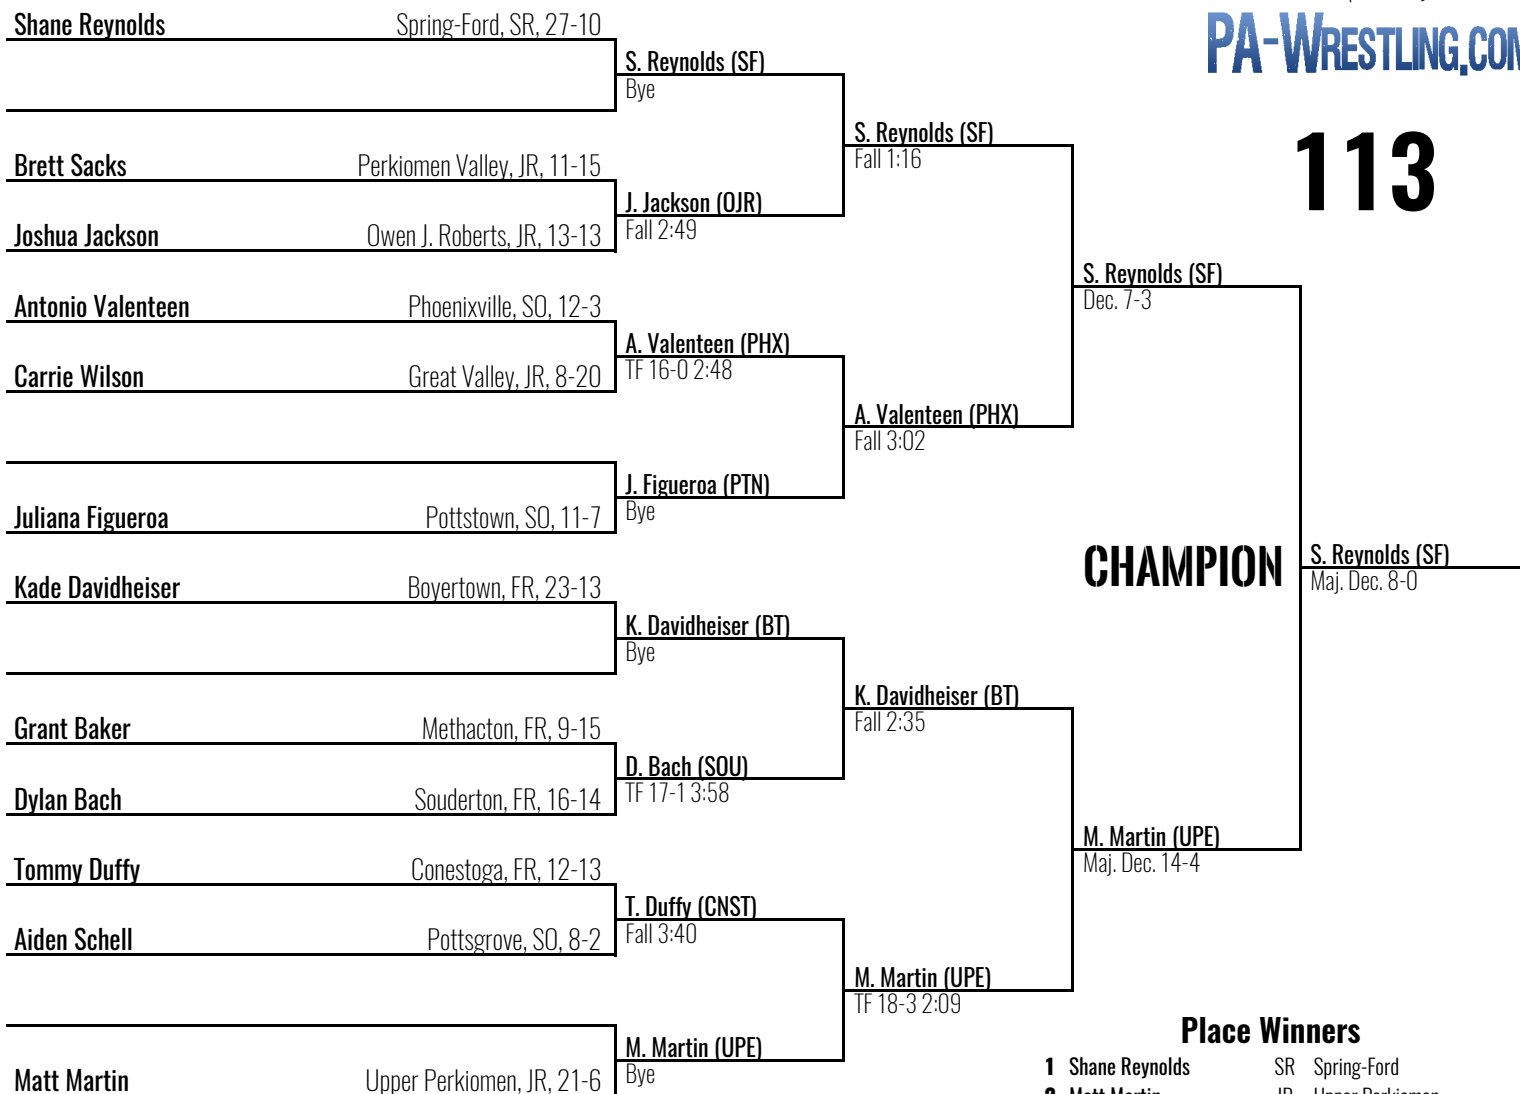 Shane Reynolds Spring-Ford, SR, 27-10
S. Reynolds (SF)
Bye
PA-WRESTLING.COM
S. Reynolds (SF)
Fall 1:16
113
Brett Sacks Perkiomen Valley, JR, 11-15
J. Jackson (OJR)
Fall 2:49
Joshua Jackson Owen J. Roberts, JR, 13-13
S. Reynolds (SF)
Dec. 7-3
Antonio Valenteen Phoenixville, SO, 12-3
A. Valenteen (PHX)
TF 16-0 2:48
Carrie Wilson Great Valley, JR, 8-20
A. Valenteen (PHX)
Fall 3:02
J. Figueroa (PTN)
Bye
Juliana Figueroa Pottstown, SO, 11-7
CHAMPION
S. Reynolds (SF)
Maj. Dec. 8-0
Kade Davidheiser Boyertown, FR, 23-13
K. Davidheiser (BT)
Bye
K. Davidheiser (BT)
Fall 2:35
Grant Baker Methacton, FR, 9-15
D. Bach (SOU)
TF 17-1 3:58
Dylan Bach Souderton, FR, 16-14
M. Martin (UPE)
Maj. Dec. 14-4
Tommy Duffy Conestoga, FR, 12-13
T. Duffy (CNST)
Fall 3:40
Aiden Schell Pottsgrove, SO, 8-2
M. Martin (UPE)
TF 18-3 2:09
M. Martin (UPE)
Bye
Matt Martin Upper Perkiomen, JR, 21-6
Place Winners
1 Shane Reynolds SR Spring-Ford
2 Matt Martin JR Upper Perkiomen